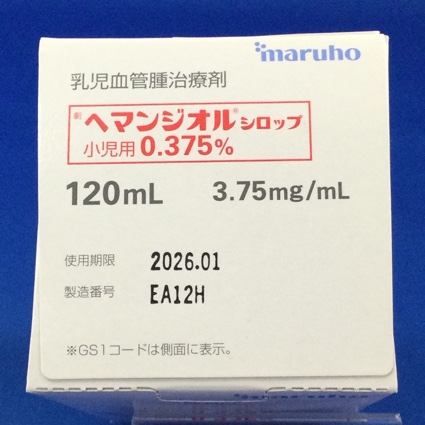 maruho
乳児血管腫治療剤
劇 ヘマンジオル® シロップ
小児用 0.375%
120mL 3.75mg/mL
使用期限 2026.01
製造番号 EA12H
※GS1コードは側面に表示。